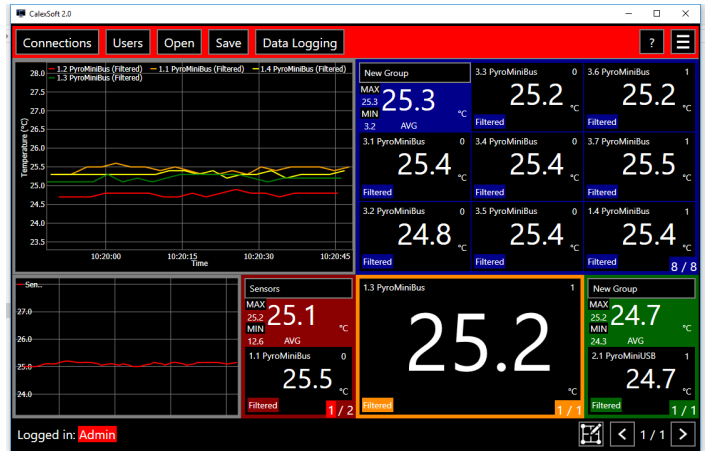 CalexSoft 2.0
Connections Users Open Save Data Logging ?
1.2 PyroMiniBus (Filtered) 1.1 PyroMiniBus (Filtered) 1.4 PyroMiniBus (Filtered)
1.3 PyroMiniBus (Filtered)
28.0
27.5
27.0
26.5
26.0
25.5
25.0
24.5
24.0
23.5
Temperature (°C)
10:20:00 10:20:15 10:20:30 10:20:45
Time
New Group
MAX
25.3
25.3
MIN
3.2 AVG
°C
3.3 PyroMiniBus 0
25.2 °C
Filtered
3.6 PyroMiniBus 1
25.2 °C
3.1 PyroMiniBus 0
25.4 °C
Filtered
3.4 PyroMiniBus 0
25.4 °C
Filtered
3.7 PyroMiniBus 1
25.5 °C
Filtered
3.2 PyroMiniBus 0
24.8 °C
Filtered
3.5 PyroMiniBus 0
25.4 °C
Filtered
1.4 PyroMiniBus 1
25.4 °C
Filtered
8 / 8
Sen..
27.0
26.0
25.0
24.0
Sensors
MAX
25.2
25.1
MIN
12.6 AVG
°C
1.1 PyroMiniBus 0
25.5 °C
Filtered
1 / 2
1.3 PyroMiniBus 1
25.2 °C
Filtered
1 / 1
New Group
MAX
25.2
24.7
MIN
24.3 AVG
°C
2.1 PyroMiniUSB 1
24.7 °C
Filtered
1 / 1
Logged in: Admin
< 1 / 1 >